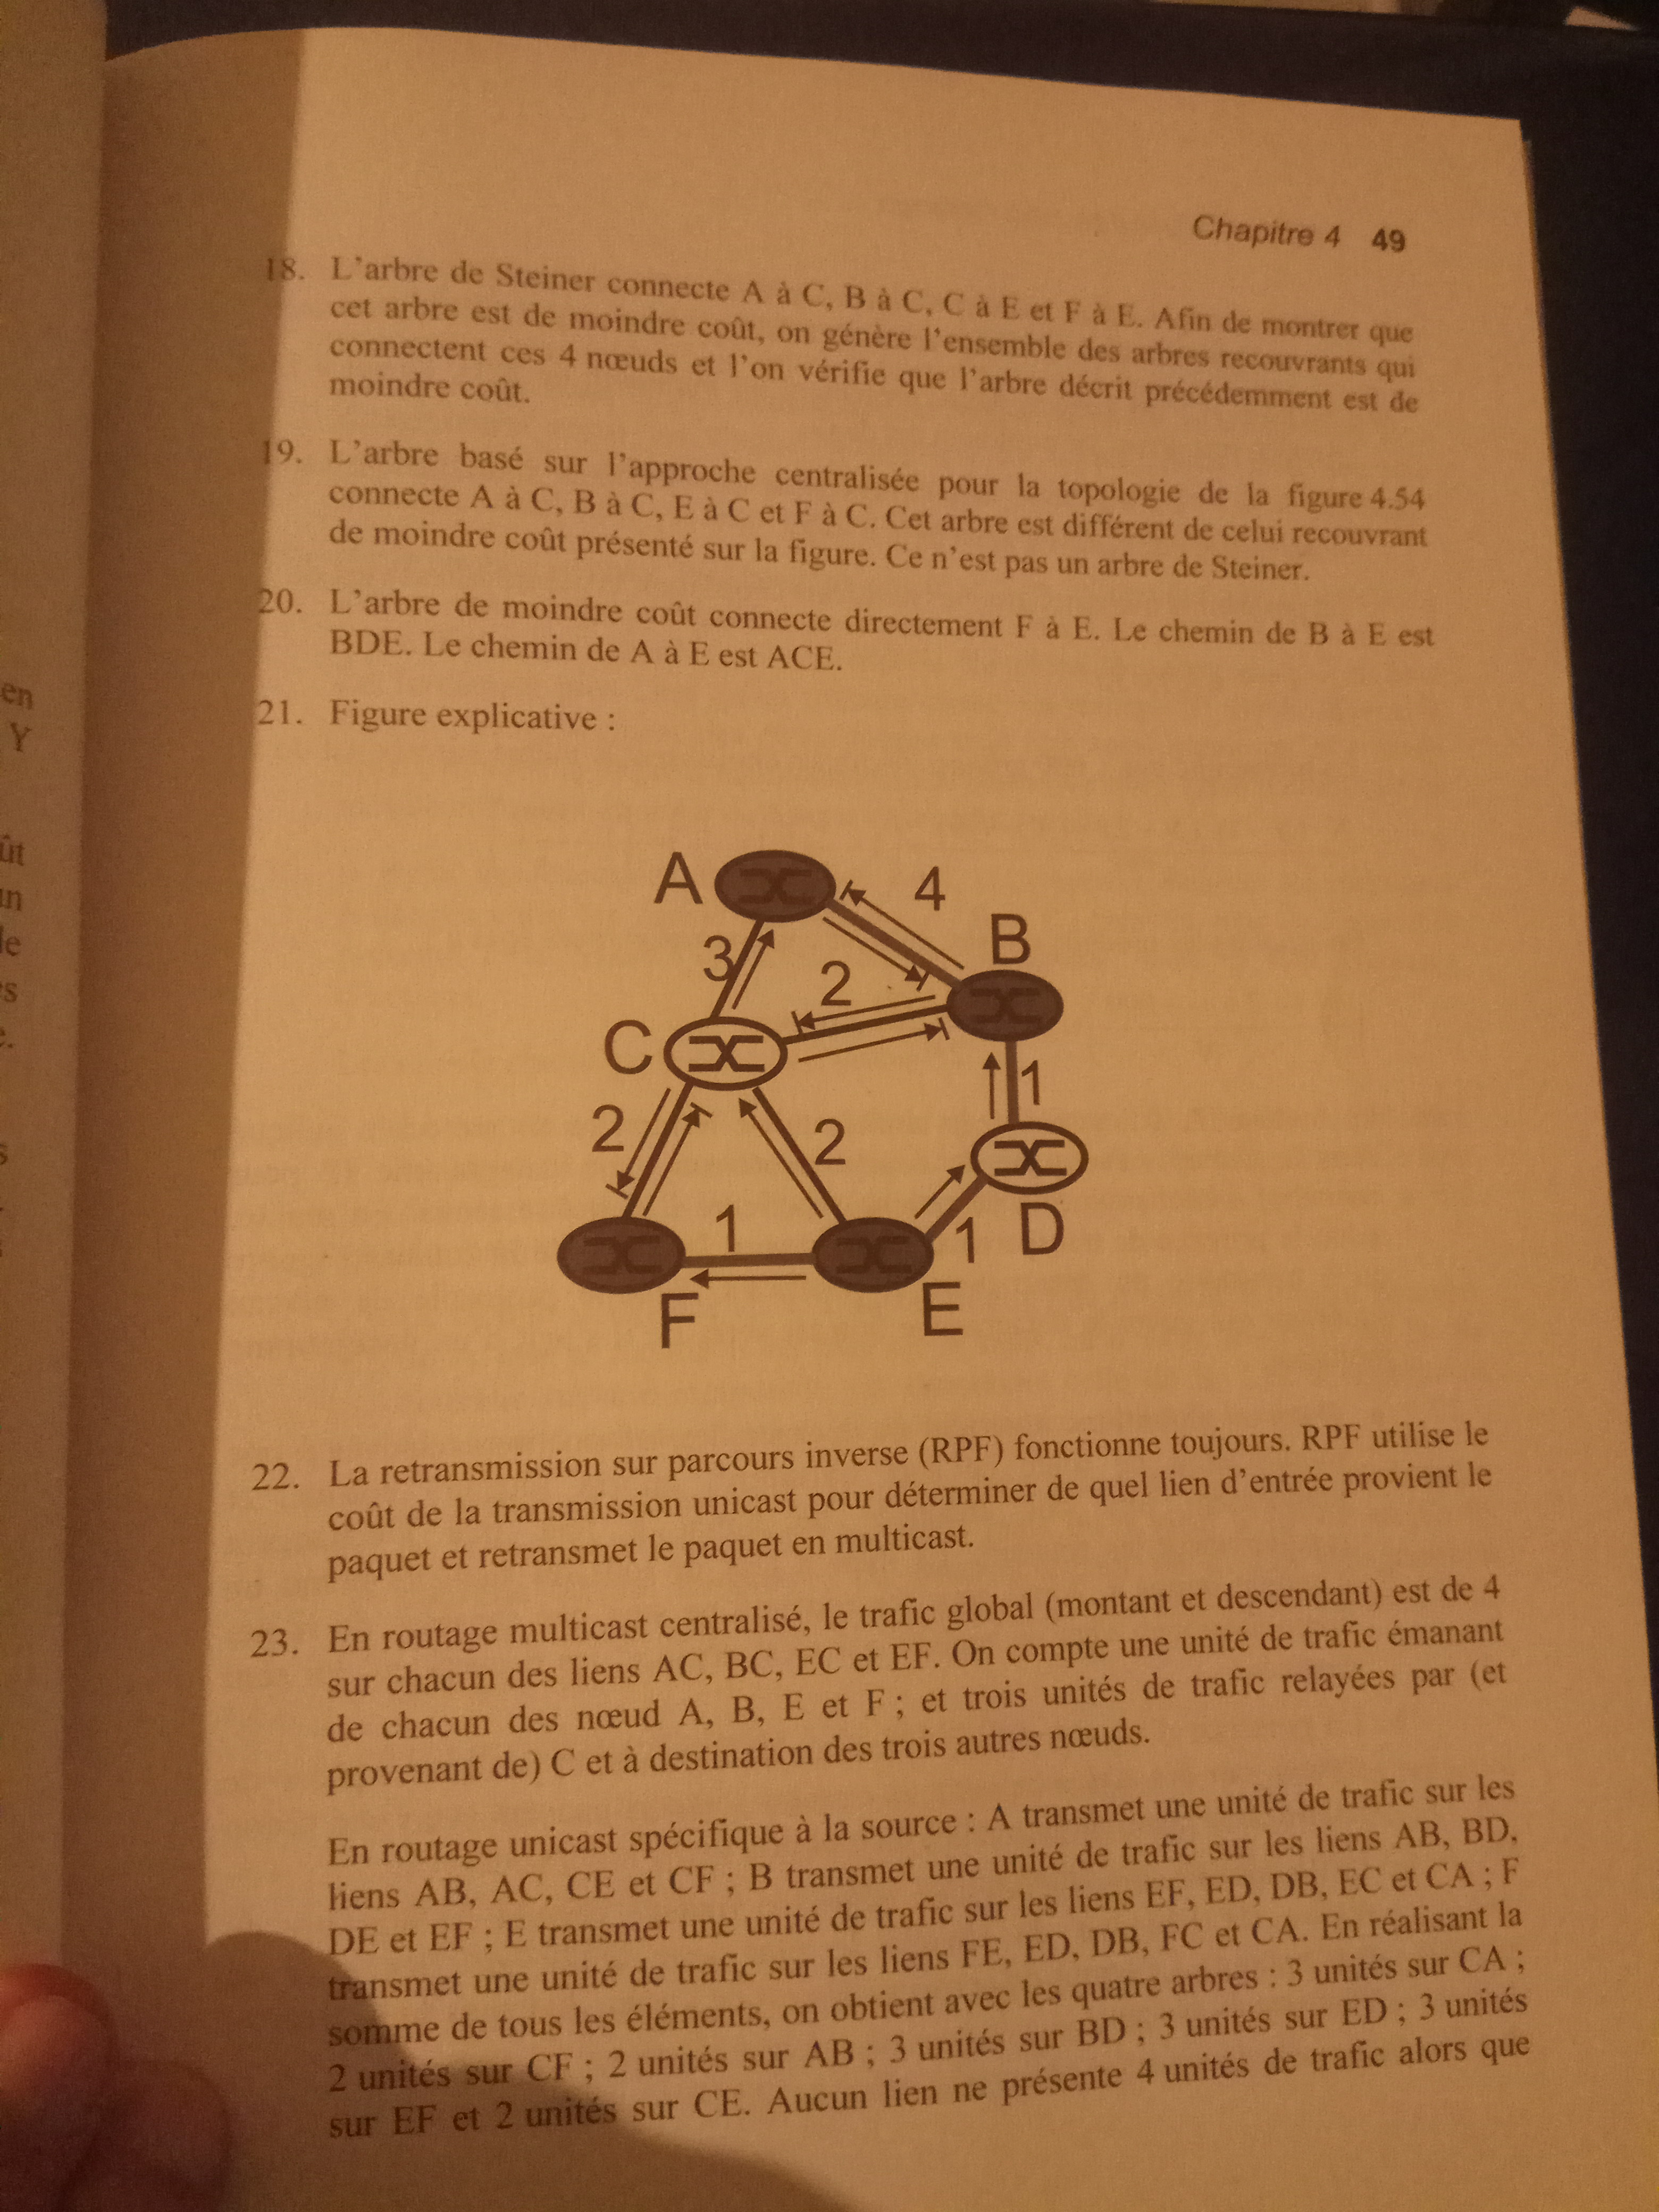 Chapitre 4 49
18. L'arbre de Steiner connecte A à C, B à C, C à E et F à E. Afin de montrer que
cet arbre est de moindre coût, on génère l'ensemble des arbres recouvrants qui
connectent ces 4 nœuds et l'on vérifie que l'arbre décrit précédemment est de
moindre coût.
19. L'arbre basé sur l'approche centralisée pour la topologie de la figure 4.54
connecte A à C, B à C, E à C et F à C. Cet arbre est différent de celui recouvrant
de moindre coût présenté sur la figure. Ce n'est pas un arbre de Steiner.
20. L'arbre de moindre coût connecte directement F à E. Le chemin de B à E est
BDE. Le chemin de A à E est ACE.
21. Figure explicative :
A
4
B
3
2
C
1
2
2
1
1
D
F
E
22. La retransmission sur parcours inverse (RPF) fonctionne toujours. RPF utilise le
coût de la transmission unicast pour déterminer de quel lien d'entrée provient le
paquet et retransmet le paquet en multicast.
23. En routage multicast centralisé, le trafic global (montant et descendant) est de 4
sur chacun des liens AC, BC, EC et EF. On compte une unité de trafic émanant
de chacun des nœud A, B, E et F ; et trois unités de trafic relayées par (et
provenant de) C et à destination des trois autres nœuds.
En routage unicast spécifique à la source : A transmet une unité de trafic sur les
liens AB, AC, CE et CF ; B transmet une unité de trafic sur les liens AB, BD,
DE et EF ; E transmet une unité de trafic sur les liens EF, ED, DB, EC et CA ; F
transmet une unité de trafic sur les liens FE, ED, DB, FC et CA. En réalisant la
somme de tous les éléments, on obtient avec les quatre arbres : 3 unités sur CA ;
2 unités sur CF ; 2 unités sur AB ; 3 unités sur BD ; 3 unités sur ED ; 3 unités
sur EF et 2 unités sur CE. Aucun lien ne présente 4 unités de trafic alors que
en
Y
ût